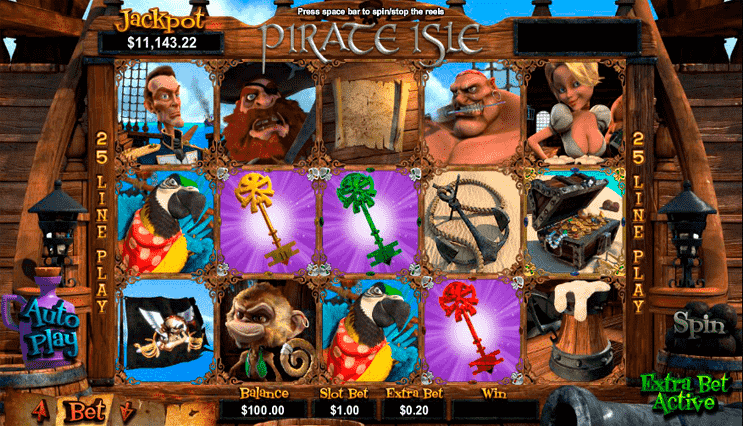 Press space bar to spin/stop the reels
Jackpot
$11,143.22
PIRATE ISLE
25 LINE PLAY
25 LINE PLAY
Auto
Play
Spin
Extra Bet
Active
Bet
Balance
$100.00
Slot Bet
$1.00
Extra Bet
$0.20
Win